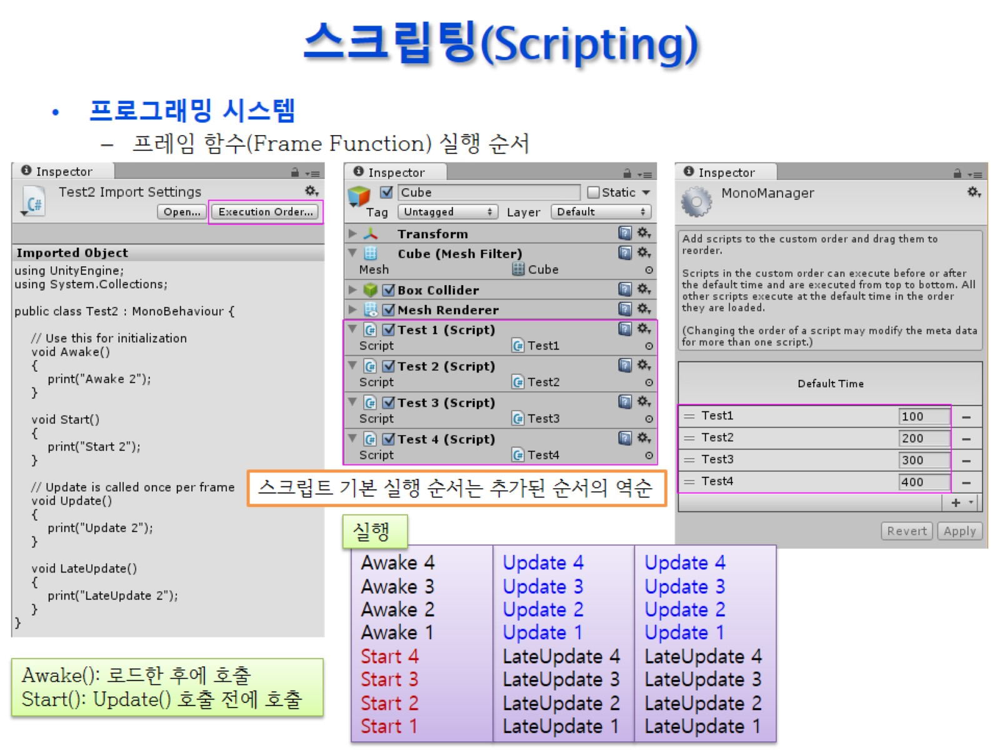 스크립팅(Scripting)
• 프로그래밍 시스템
– 프레임 함수(Frame Function) 실행 순서
Inspector
Test2 Import Settings
Open...
Execution Order...
Imported Object
using UnityEngine;
using System.Collections;
public class Test2 : MonoBehaviour {
// Use this for initialization
void Awake()
{
print("Awake 2");
}
void Start()
{
print("Start 2");
}
// Update is called once per frame
void Update()
{
print("Update 2");
}
void LateUpdate()
{
print("LateUpdate 2");
}
}
Awake(): 로드한 후에 호출
Start(): Update() 호출 전에 호출
Inspector
Cube Static
Tag Untagged Layer Default
Transform
Cube (Mesh Filter)
Mesh Cube
Box Collider
Mesh Renderer
Test 1 (Script)
Script Test1
Test 2 (Script)
Script Test2
Test 3 (Script)
Script Test3
Test 4 (Script)
Script Test4
스크립트 기본 실행 순서는 추가된 순서의 역순
Inspector
MonoManager
Add scripts to the custom order and drag them to
reorder.
Scripts in the custom order can execute before or after
the default time and are executed from top to bottom. All
other scripts execute at the default time in the order
they are loaded.
(Changing the order of a script may modify the meta data
for more than one script.)
Default Time
Test1 100
Test2 200
Test3 300
Test4 400
Revert Apply
실행
Awake 4 Update 4 Update 4
Awake 3 Update 3 Update 3
Awake 2 Update 2 Update 2
Awake 1 Update 1 Update 1
Start 4 LateUpdate 4 LateUpdate 4
Start 3 LateUpdate 3 LateUpdate 3
Start 2 LateUpdate 2 LateUpdate 2
Start 1 LateUpdate 1 LateUpdate 1